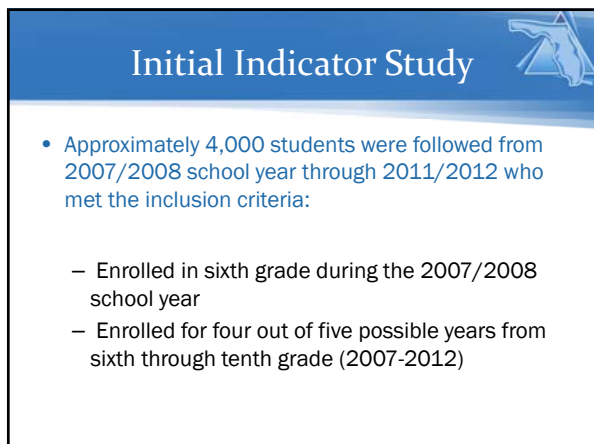 Initial Indicator Study
• Approximately 4,000 students were followed from
2007/2008 school year through 2011/2012 who
met the inclusion criteria:
– Enrolled in sixth grade during the 2007/2008
school year
– Enrolled for four out of five possible years from
sixth through tenth grade (2007-2012)